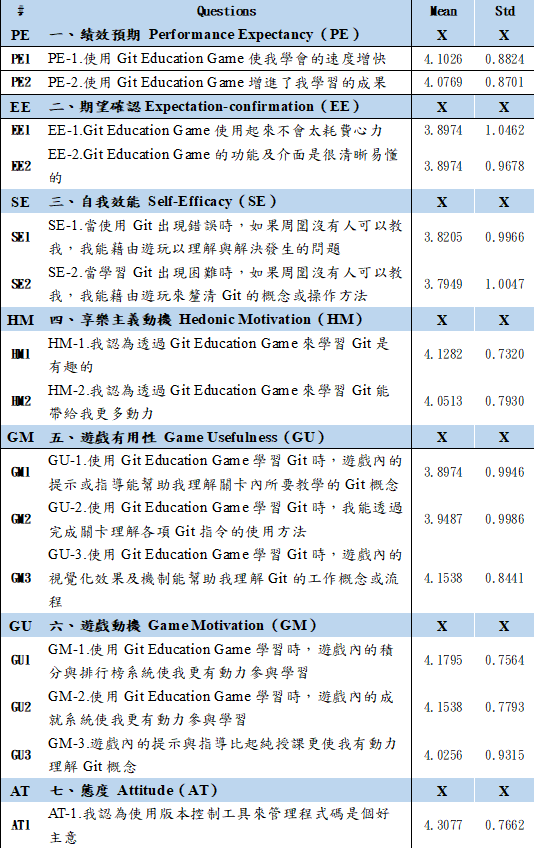 # Questions Mean Std
PE 一、績效預期 Performance Expectancy（PE） X X
PE1 PE-1.使用 Git Education Game 使我學會的速度增快 4.1026 0.8824
PE2 PE-2.使用 Git Education Game 增進了我學習的成果 4.0769 0.8701
EE 二、期望確認 Expectation-confirmation（EE） X X
EE1 EE-1.Git Education Game 使用起來不會太耗費心力 3.8974 1.0462
EE2 EE-2.Git Education Game 的功能及介面是很清晰易懂 3.8974 0.9678
的
SE 三、自我效能 Self-Efficacy（SE） X X
SE1 SE-1.當使用 Git 出現錯誤時，如果周圍沒有人可以教 3.8205 0.9966
我，我能藉由遊玩以理解與解決發生的問題
SE2 SE-2.當學習 Git 出現困難時，如果周圍沒有人可以教 3.7949 1.0047
我，我能藉由遊玩來釐清 Git 的概念或操作方法
HM 四、享樂主義動機 Hedonic Motivation（HM） X X
HM1 HM-1.我認為透過 Git Education Game 來學習 Git 是 4.1282 0.7320
有趣的
HM2 HM-2.我認為透過 Git Education Game 來學習 Git 能 4.0513 0.7930
帶給我更多動力
GM 五、遊戲有用性 Game Usefulness（GU） X X
GM1 GU-1.使用 Git Education Game 學習 Git 時，遊戲內的 3.8974 0.9946
提示或指導能幫助我理解關卡內所要教學的 Git 概念
GM2 GU-2.使用 Git Education Game 學習 Git 時，我能透過 3.9487 0.9986
完成關卡理解各項 Git 指令的使用方法
GM3 GU-3.使用 Git Education Game 學習 Git 時，遊戲內的 4.1538 0.8441
視覺化效果及機制能幫助我理解 Git 的工作概念或流
程
GU 六、遊戲動機 Game Motivation（GM） X X
GU1 GM-1.使用 Git Education Game 學習時，遊戲內的積 4.1795 0.7564
分與排行榜系統使我更有動力參與學習
GU2 GM-2.使用 Git Education Game 學習時，遊戲內的成 4.1538 0.7793
就系統使我更有動力參與學習
GU3 GM-3.遊戲內的提示與指導比起純授課更使我有動力 4.0256 0.9315
理解 Git 概念
AT 七、態度 Attitude（AT） X X
AT1 AT-1.我認為使用版本控制工具來管理程式碼是個好 4.3077 0.7662
主意